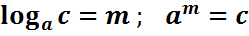 logₐ c = m ;   aᵐ = c